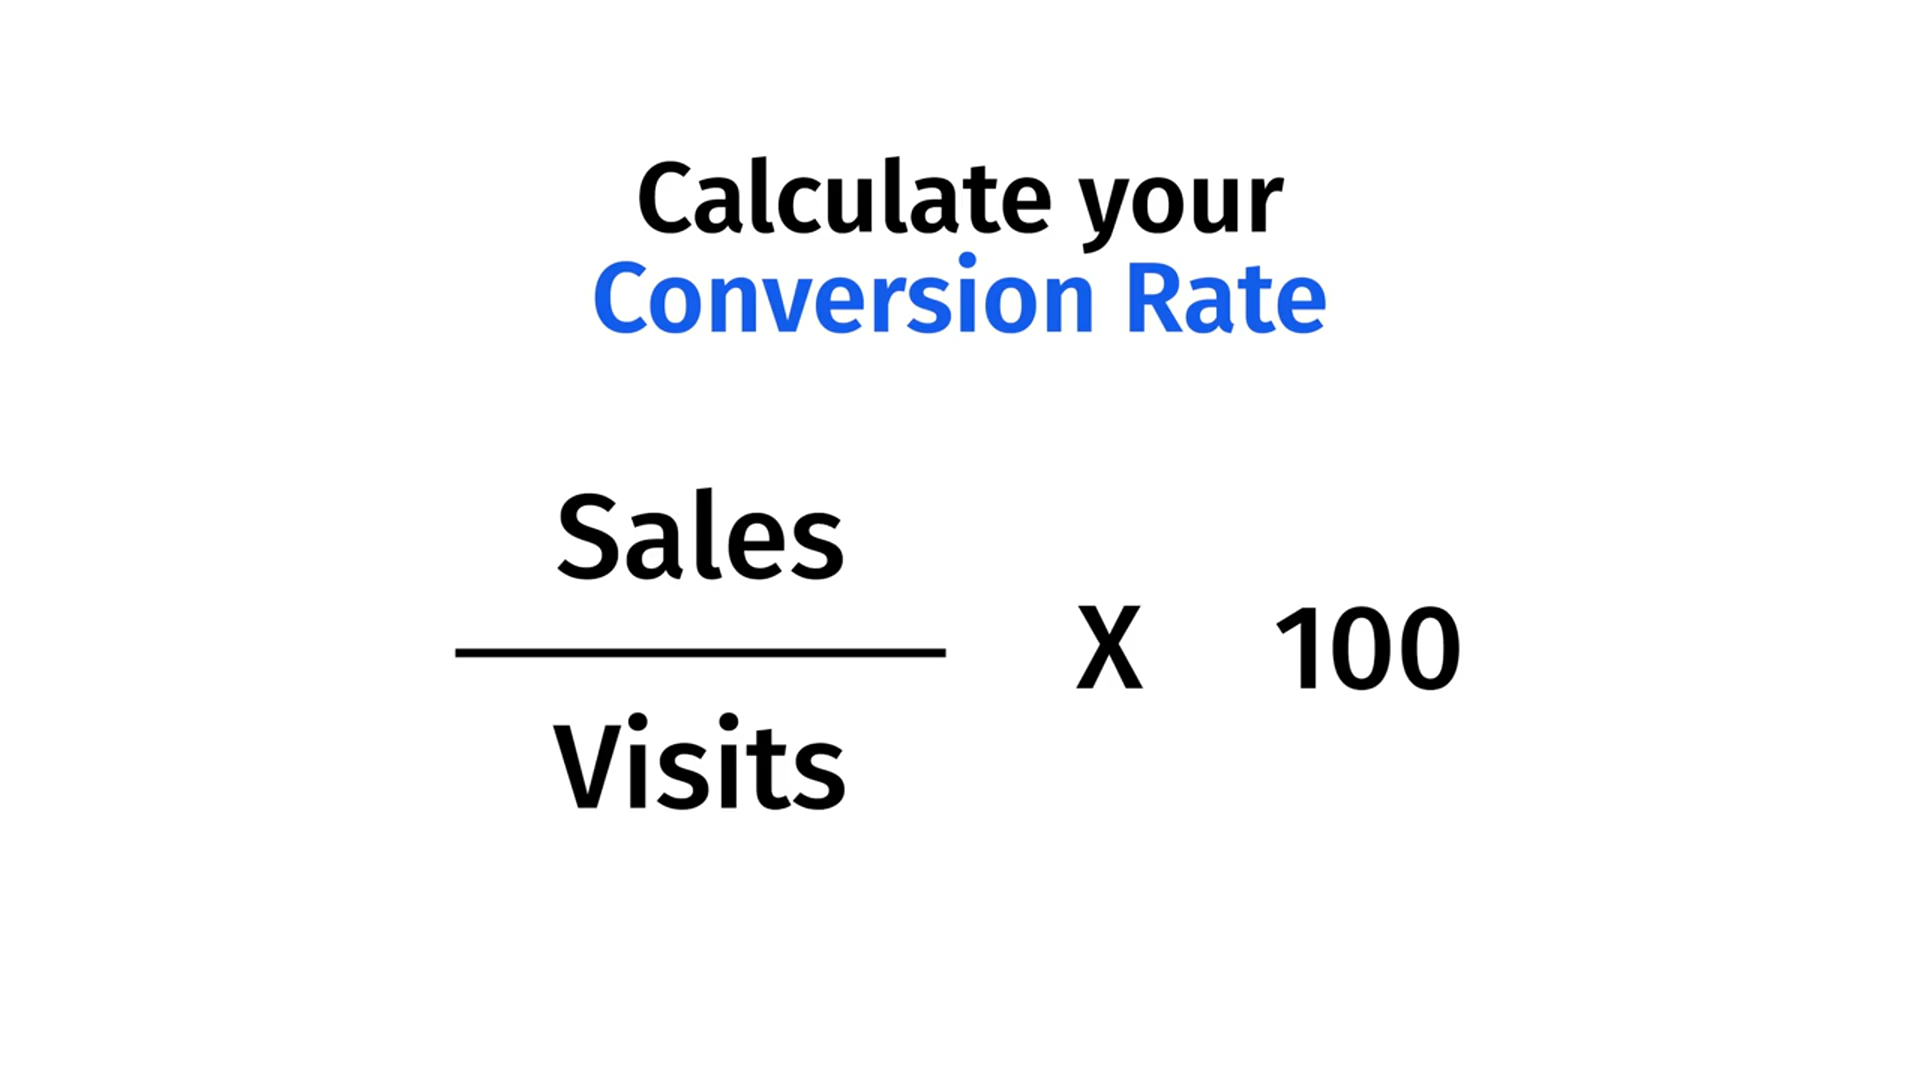 Calculate your
Conversion Rate
Sales
Visits
X 100